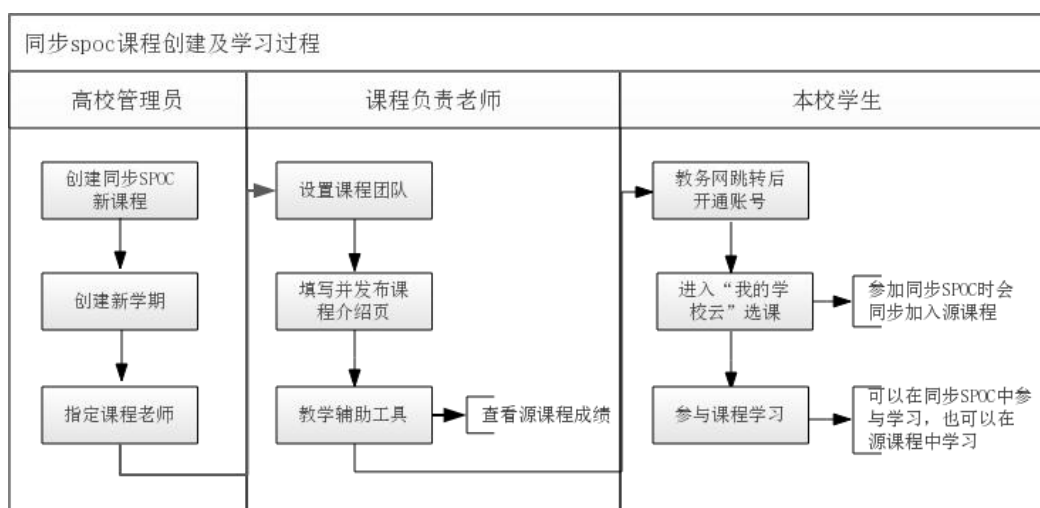 同步spoc课程创建及学习过程
高校管理员
课程负责老师
本校学生
创建同步SPOC
新课程
创建新学期
指定课程老师
设置课程团队
填写并发布课
程介绍页
教学辅助工具
查看源课程成绩
教务网跳转后
开通账号
进入“我的学
校云”选课
参加同步SPOC时会
同步加入源课程
参与课程学习
可以在同步SPOC中参
与学习，也可以在
源课程中学习